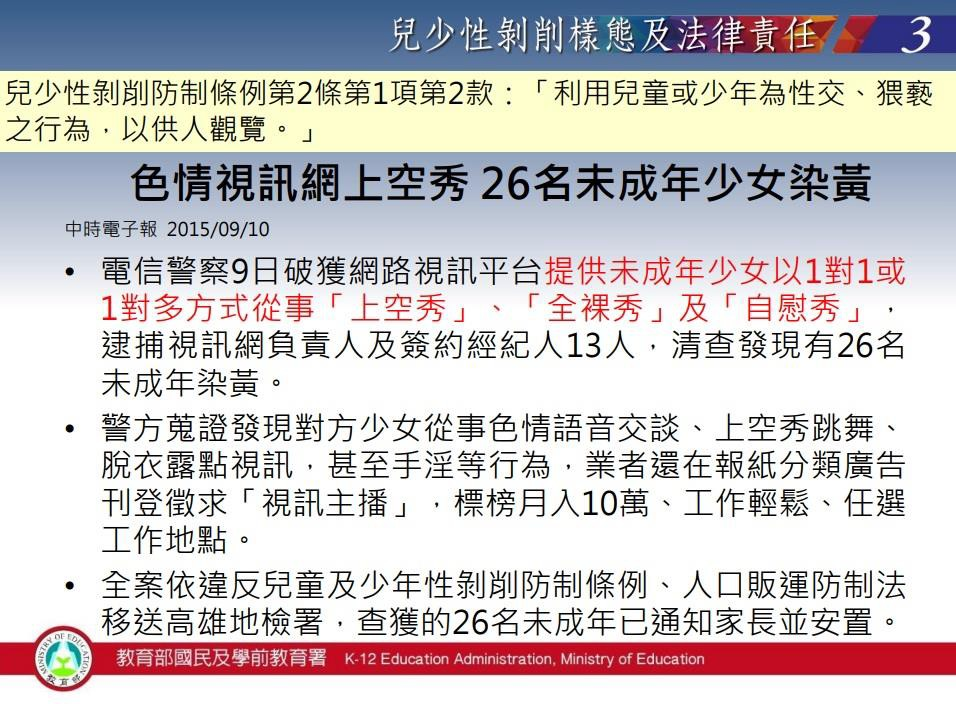 兒少性剝削樣態及法律責任 3
兒少性剝削防制條例第2條第1項第2款：「利用兒童或少年為性交、猥褻
之行為，以供人觀覽。」
色情視訊網上空秀 26名未成年少女染黃
中時電子報 2015/09/10
• 電信警察9日破獲網路視訊平台提供未成年少女以1對1或
1對多方式從事「上空秀」、「全裸秀」及「自慰秀」，
逮捕視訊網負責人及簽約經紀人13人，清查發現有26名
未成年染黃。
• 警方蒐證發現對方少女從事色情語音交談、上空秀跳舞、
脫衣露點視訊，甚至手淫等行為，業者還在報紙分類廣告
刊登徵求「視訊主播」，標榜月入10萬、工作輕鬆、任選
工作地點。
• 全案依違反兒童及少年性剝削防制條例、人口販運防制法
移送高雄地檢署，查獲的26名未成年已通知家長並安置。
MINISTRY OF EDUCATION
教育部
教育部國民及學前教育署 K-12 Education Administration, Ministry of Education